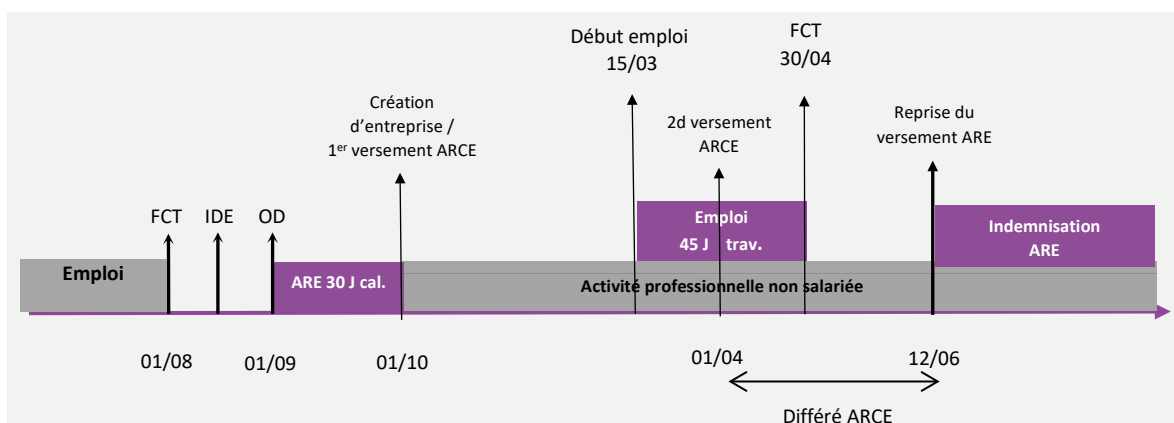 Début emploi
15/03
FCT
30/04
Création
d'entreprise /
1er versement ARCE
2d versement
ARCE
Reprise du
versement ARE
FCT
IDE
OD
Emploi
ARE 30 J cal.
Emploi
45 J trav.
Indemnisation
ARE
Activité professionnelle non salariée
01/08
01/09
01/10
01/04
12/06
Différé ARCE